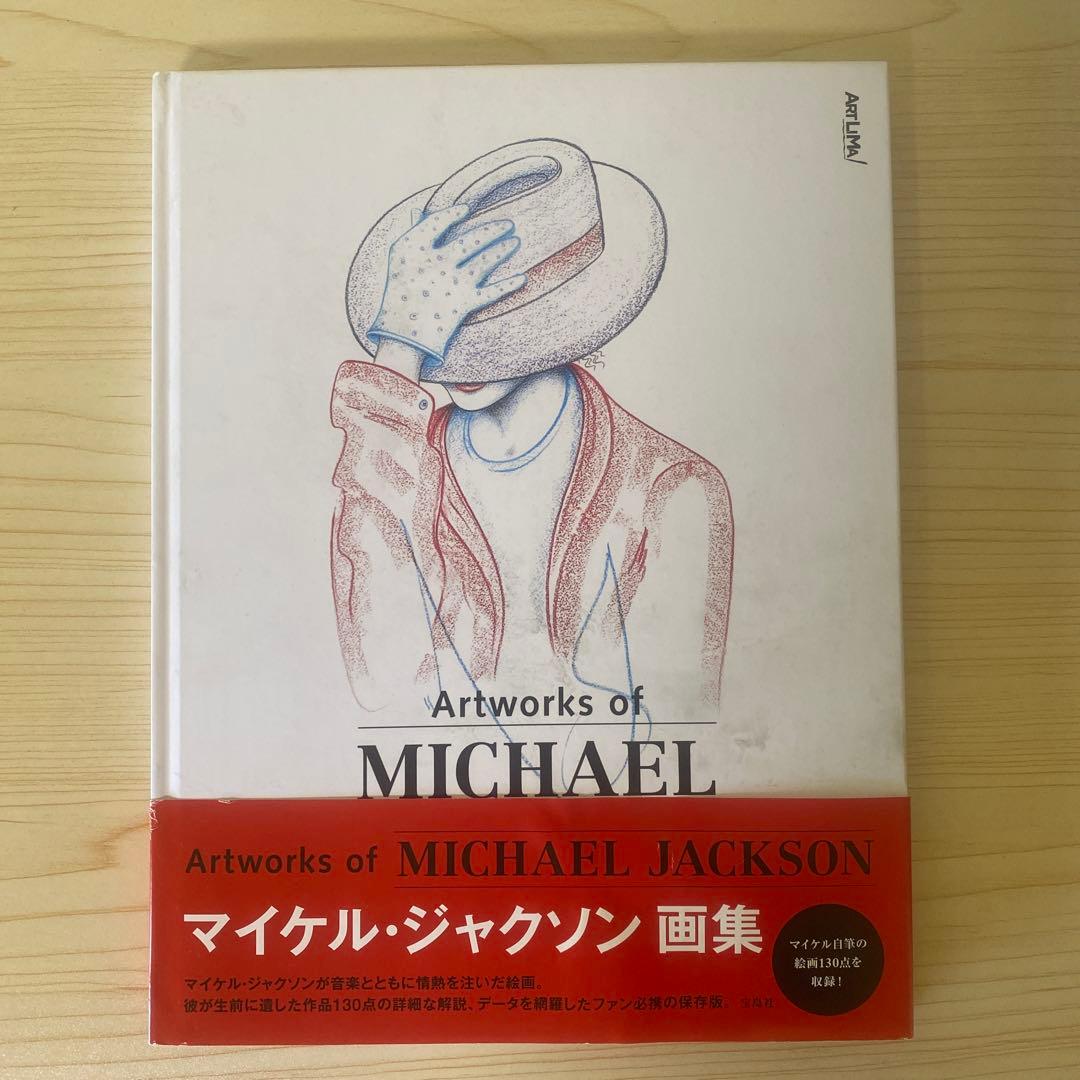 ART LiMA
Artworks of
MICHAEL
Artworks of MICHAEL JACKSON
マイケル・ジャクソン 画集
マイケル・ジャクソンが音楽とともに情熱を注いだ絵画。
彼が生前に遺した作品130点の詳細な解説、データを網羅したファン必携の保存版。 宝島社
マイケル自筆の
絵画130点を
収録！